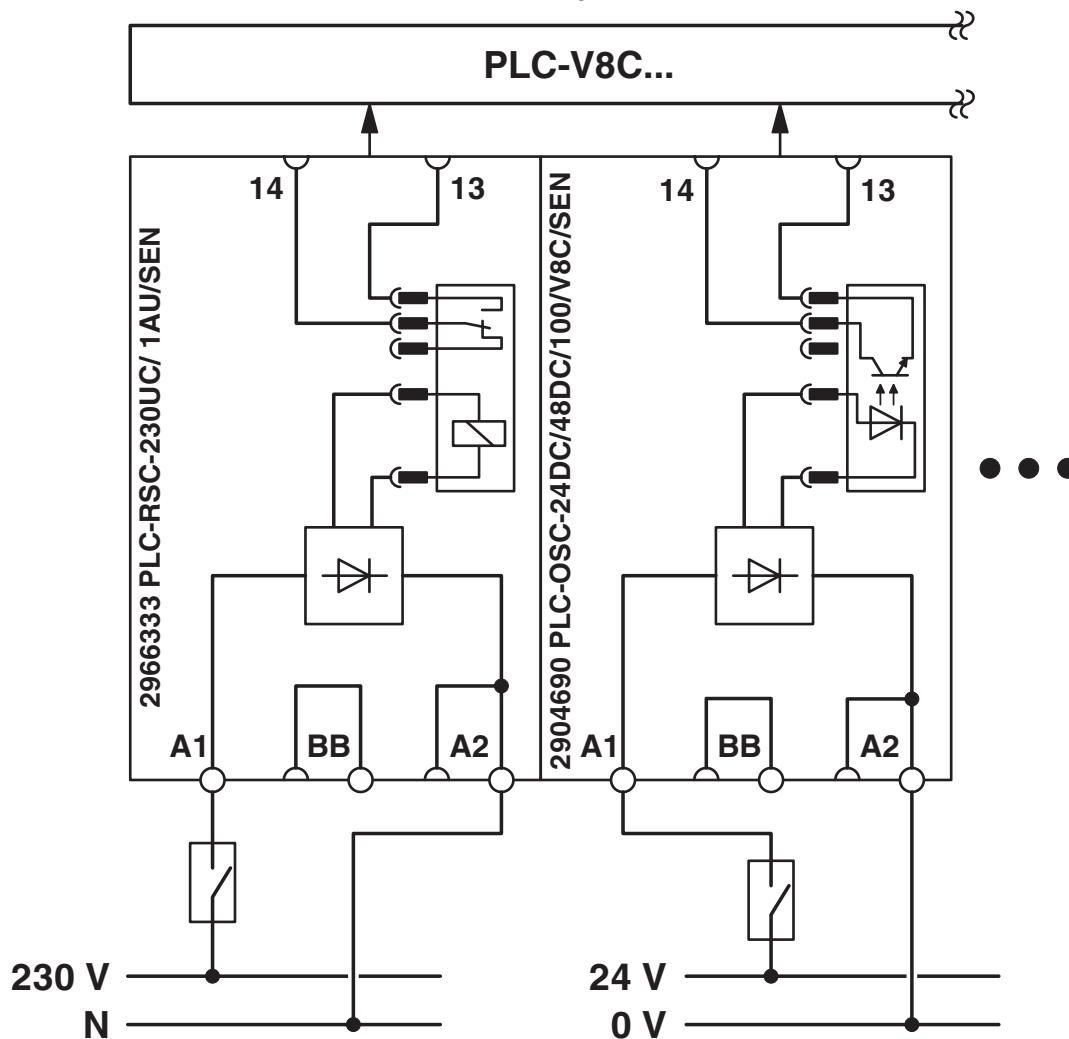 PLC-V8C...
14
13
14
13
2966333 PLC-RSC-230UC/ 1AU/SEN
2904690 PLC-OSC-24DC/48DC/100/V8C/SEN
A1
BB
A2
A1
BB
A2
230 V
24 V
N
0 V